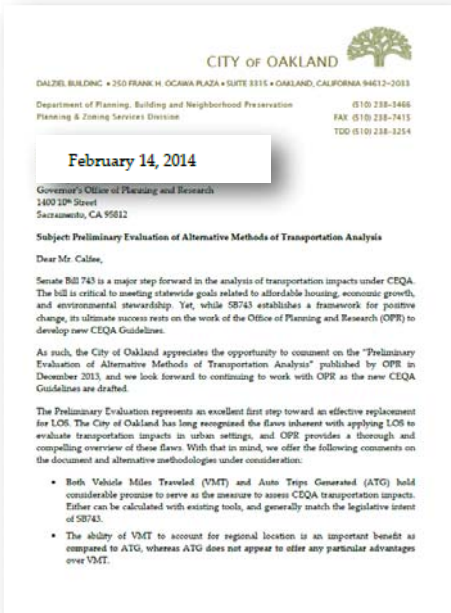 CITY OF OAKLAND
DALZIEL BUILDING • 250 FRANK H. OGAWA PLAZA • SUITE 3315 • OAKLAND, CALIFORNIA 94612-2033
Department of Planning, Building and Neighborhood Preservation
Planning & Zoning Services Division
(510) 238-3466
FAX (510) 238-7415
TDD (510) 238-3254
February 14, 2014
Governor's Office of Planning and Research
1400 10th Street
Sacramento, CA 95812
Subject: Preliminary Evaluation of Alternative Methods of Transportation Analysis
Dear Mr. Calfee,
Senate Bill 743 is a major step forward in the analysis of transportation impacts under CEQA.
The bill is critical to meeting statewide goals related to affordable housing, economic growth,
and environmental stewardship. Yet, while SB743 establishes a framework for positive
change, its ultimate success rests on the work of the Office of Planning and Research (OPR) to
develop new CEQA Guidelines.
As such, the City of Oakland appreciates the opportunity to comment on the "Preliminary
Evaluation of Alternative Methods of Transportation Analysis" published by OPR in
December 2013, and we look forward to continuing to work with OPR as the new CEQA
Guidelines are drafted.
The Preliminary Evaluation represents an excellent first step toward an effective replacement
for LOS. The City of Oakland has long recognized the flaws inherent with applying LOS to
evaluate transportation impacts in urban settings, and OPR provides a thorough and
compelling overview of these flaws. With that in mind, we offer the following comments on
the document and alternative methodologies under consideration:
• Both Vehicle Miles Traveled (VMT) and Auto Trips Generated (ATG) hold
considerable promise to serve as the measure to assess CEQA transportation impacts.
Either can be calculated with existing tools, and generally match the legislative intent
of SB743.
• The ability of VMT to account for regional location is an important benefit as
compared to ATG, whereas ATG does not appear to offer any particular advantages
over VMT.